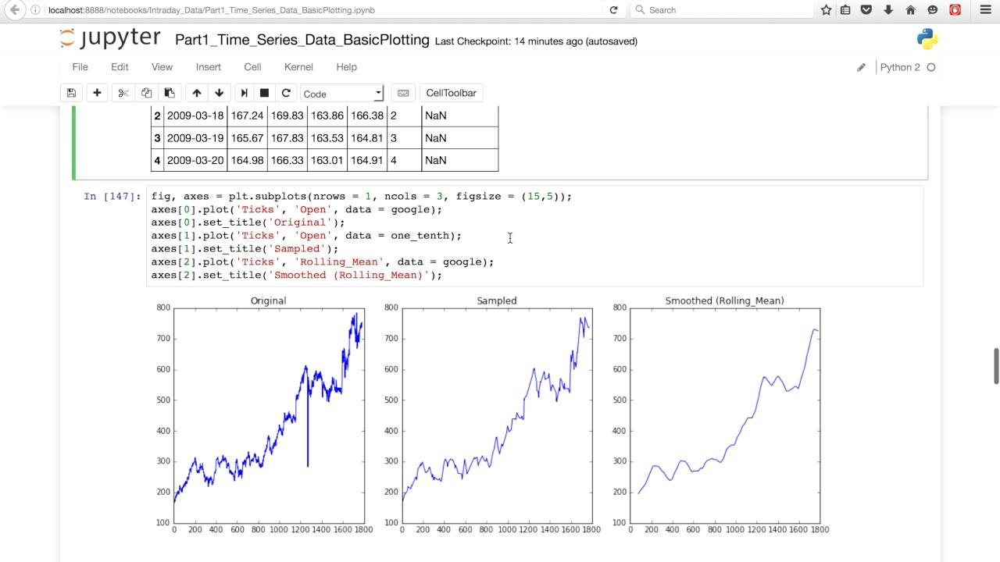 localhost:8888/notebooks/Intraday_Data/Part1_Time_Series_Data_BasicPlotting.ipynb Search
jupyter Part1_Time_Series_Data_BasicPlotting Last Checkpoint: 14 minutes ago (autosaved)
File Edit View Insert Cell Kernel Help Python 2
Code CellToolbar
2 2009-03-18 167.24 169.83 163.86 166.38 2 NaN
3 2009-03-19 165.67 167.83 163.53 164.81 3 NaN
4 2009-03-20 164.98 166.33 163.01 164.91 4 NaN
In [147]: fig, axes = plt.subplots(nrows = 1, ncols = 3, figsize = (15,5));
axes[0].plot('Ticks', 'Open', data = google);
axes[0].set_title('Original');
axes[1].plot('Ticks', 'Open', data = one_tenth);
axes[1].set_title('Sampled');
axes[2].plot('Ticks', 'Rolling_Mean', data = google);
axes[2].set_title('Smoothed (Rolling_Mean)');
Original Sampled Smoothed (Rolling_Mean)
800 800 800
700 700 700
600 600 600
500 500 500
400 400 400
300 300 300
200 200 200
100 100 100
0 200 400 600 800 1000 1200 1400 1600 1800 0 200 400 600 800 1000 1200 1400 1600 1800 0 200 400 600 800 1000 1200 1400 1600 1800